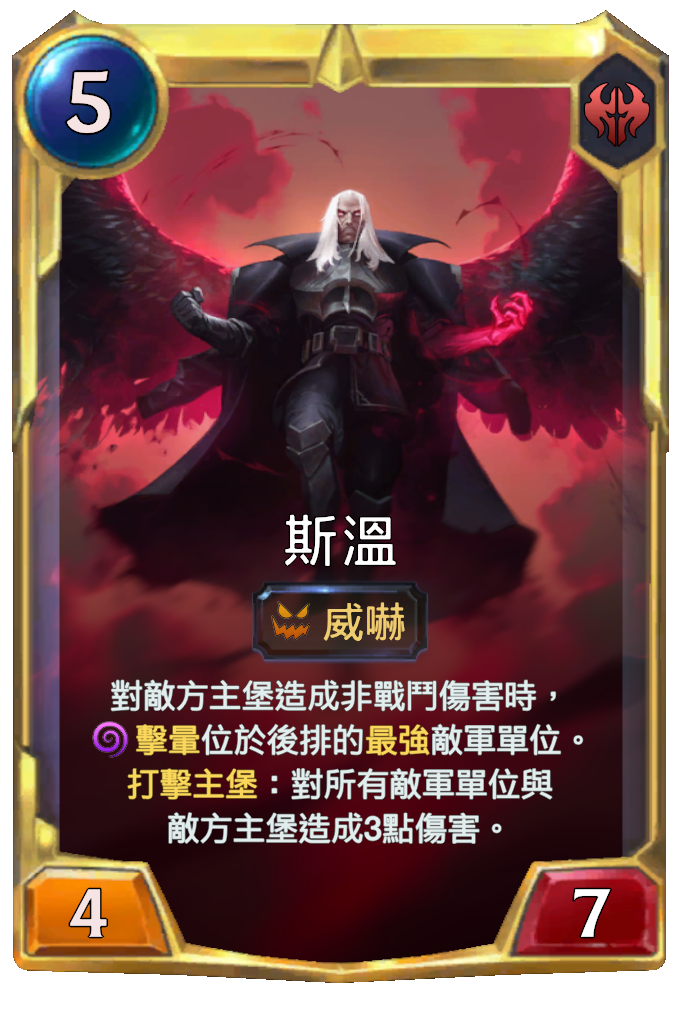 5
斯溫
威嚇
對敵方主堡造成非戰鬥傷害時，
擊暈位於後排的最強敵軍單位。
打擊主堡：對所有敵軍單位與
敵方主堡造成3點傷害。
4
7